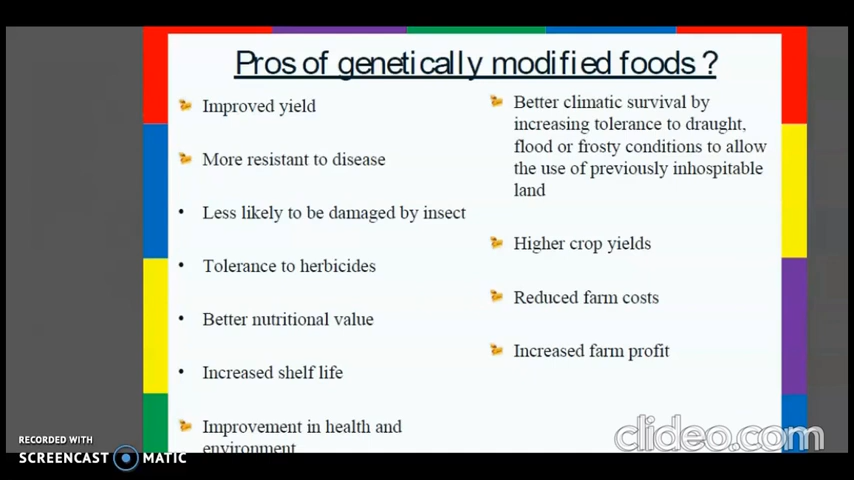 Pros of genetically modified foods ?
Improved yield
More resistant to disease
• Less likely to be damaged by insect
• Tolerance to herbicides
• Better nutritional value
• Increased shelf life
Improvement in health and
environment
Better climatic survival by
increasing tolerance to draught,
flood or frosty conditions to allow
the use of previously inhospitable
land
Higher crop yields
Reduced farm costs
Increased farm profit
RECORDED WITH
SCREENCAST MATIC
clideo.com